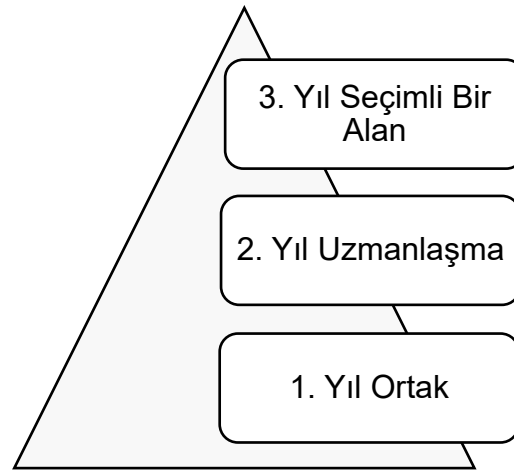 3. Yıl Seçimli Bir
Alan
2. Yıl Uzmanlaşma
1. Yıl Ortak